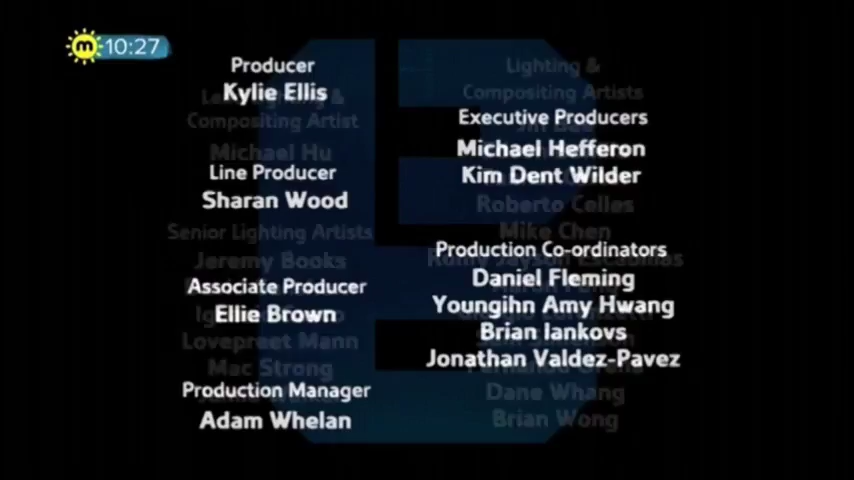 m 10:27
Producer
Kylie Ellis
Compositing Artist
Michael Hu
Line Producer
Sharan Wood
Senior Lighting Artists
Jeremy Books
Associate Producer
Ellie Brown
Lovepreet Mann
Mac Strong
Production Manager
Adam Whelan
Lighting &
Compositing Artists
Executive Producers
Michael Hefferon
Kim Dent Wilder
Roberto Celles
Mike Chen
Production Co-ordinators
Daniel Fleming
Youngihn Amy Hwang
Brian Iankovs
Jonathan Valdez-Pavez
Dane Whang
Brian Wong